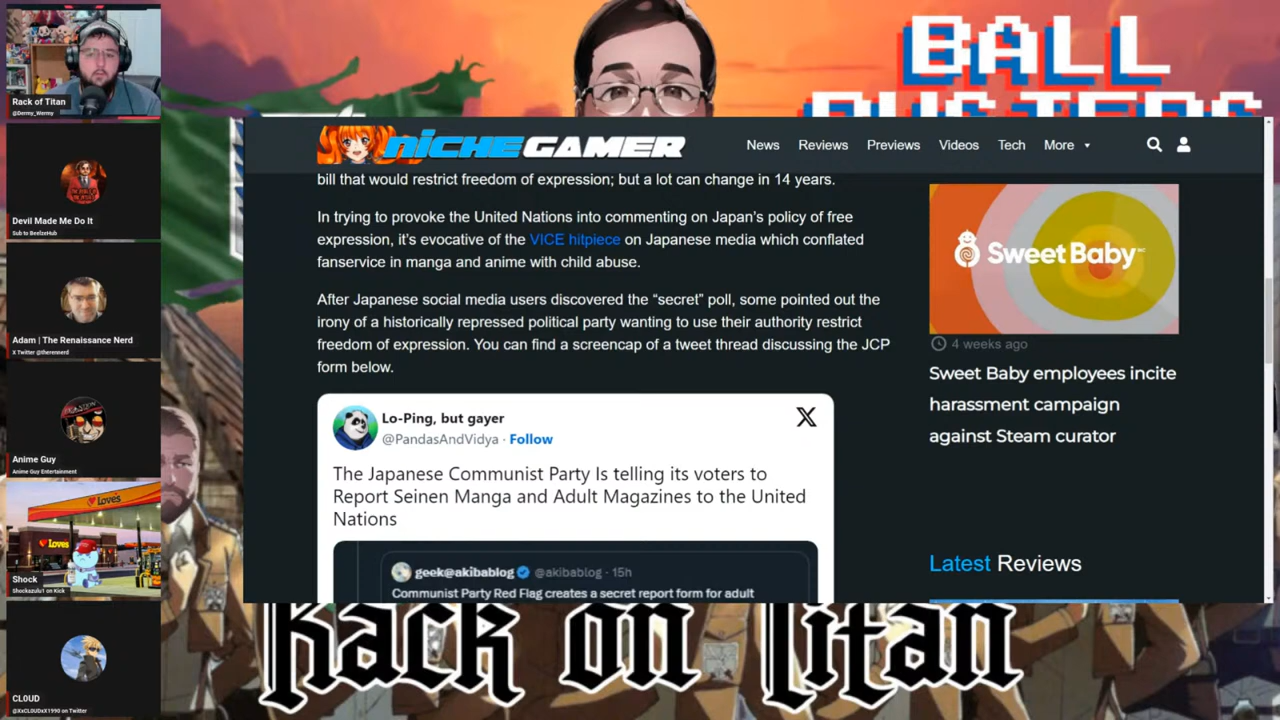 Rack of Titan
@Dermy_Wermy
Devil Made Me Do It
Sub to BeelzeHub
Adam | The Renaissance Nerd
X Twitter @therennerd
Anime Guy
Anime Guy Entertainment
Love's
Love's
Shock
Shockazulu1 on Kick
CL0UD
@XxCL0UDxX1990 on Twitter
BALL
BUSTERS
NICHEGAMER
News
Reviews
Previews
Videos
Tech
More
bill that would restrict freedom of expression; but a lot can change in 14 years.
In trying to provoke the United Nations into commenting on Japan's policy of free
expression, it's evocative of the VICE hitpiece on Japanese media which conflated
fanservice in manga and anime with child abuse.
After Japanese social media users discovered the “secret” poll, some pointed out the
irony of a historically repressed political party wanting to use their authority restrict
freedom of expression. You can find a screencap of a tweet thread discussing the JCP
form below.
Lo-Ping, but gayer
@PandasAndVidya · Follow
The Japanese Communist Party Is telling its voters to
Report Seinen Manga and Adult Magazines to the United
Nations
geek@akibablog @akibablog · 15h
Communist Party Red Flag creates a secret report form for adult
Sweet Baby
4 weeks ago
Sweet Baby employees incite
harassment campaign
against Steam curator
Latest Reviews
Rack on Titan